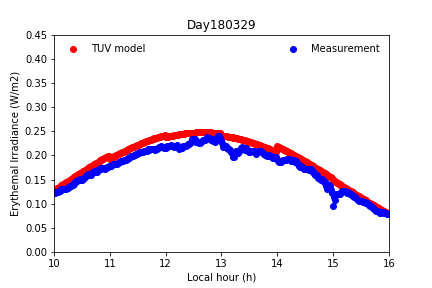 Day180329
TUV model
Measurement
0.45
0.40
0.35
0.30
0.25
0.20
0.15
0.10
0.05
0.00
Erythemal Irradiance (W/m2)
10 11 12 13 14 15 16
Local hour (h)